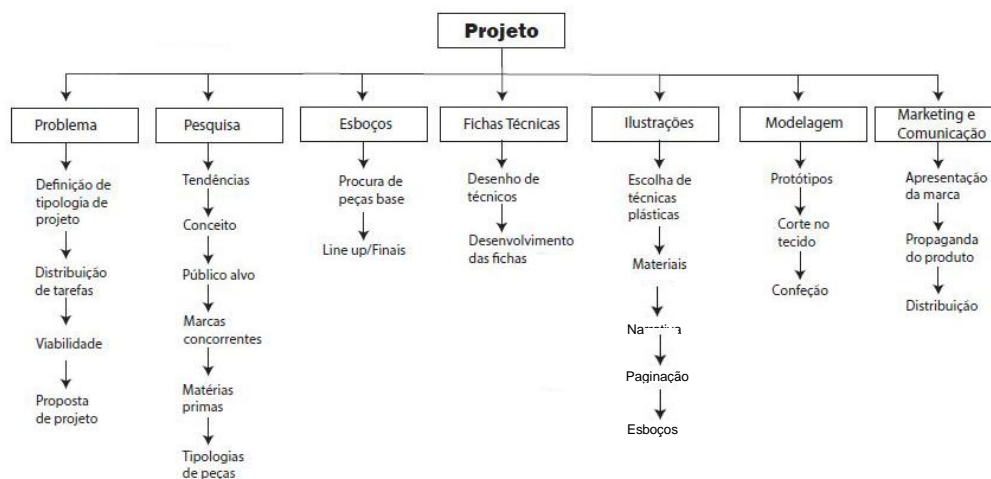 Projeto
Problema
Definição de
tipologia de
projeto
Distribuição
de tarefas
Viabilidade
Proposta
de projeto
Pesquisa
Tendências
Conceito
Público alvo
Marcas
concorrentes
Matérias
primas
Tipologias
de peças
Esboços
Procura de
peças base
Line up/Finais
Fichas Técnicas
Desenho de
técnicos
Desenvolvimento
das fichas
Ilustrações
Escolha de
técnicas
plásticas
Materiais
Narrativa
Paginação
Esboços
Modelagem
Protótipos
Corte no
tecido
Confeção
Marketing e
Comunicação
Apresentação
da marca
Propaganda
do produto
Distribuição